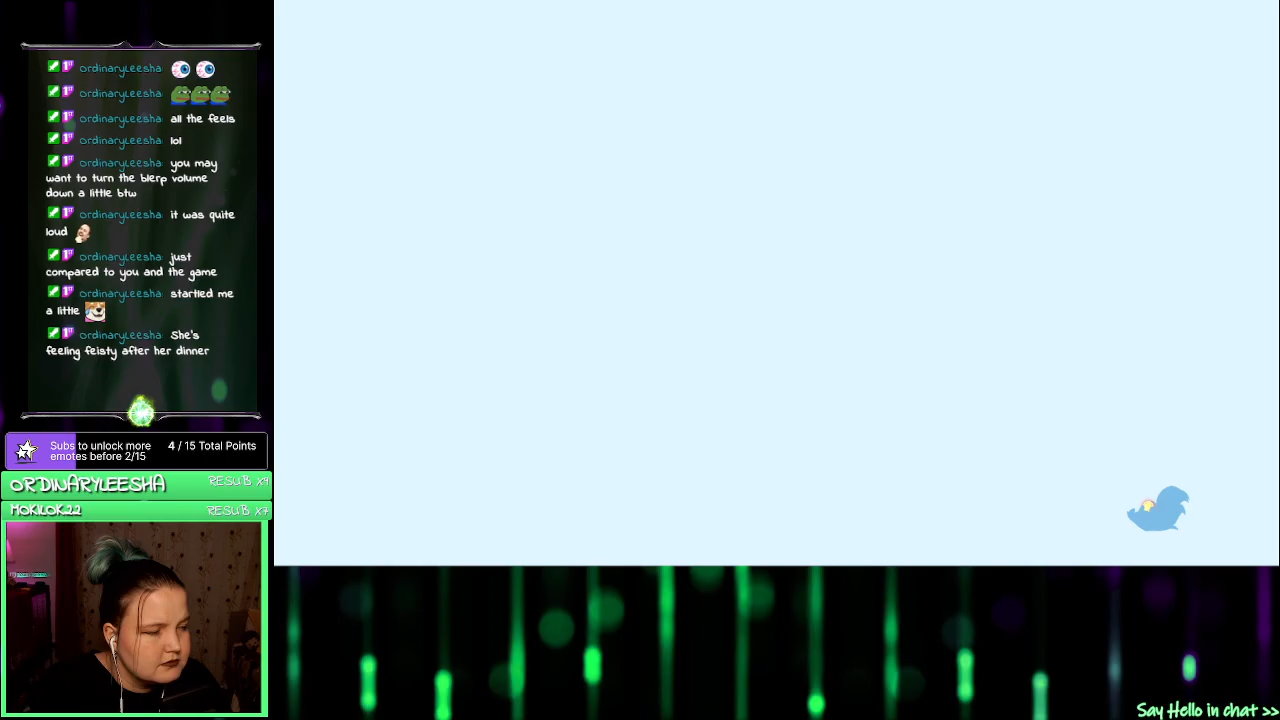 ordinaryleesha
ordinaryleesha
ordinaryleesha all the feels
ordinaryleesha lol
ordinaryleesha you may
want to turn the blerp volume
down a little btw
ordinaryleesha it was quite
loud
ordinaryleesha just
compared to you and the game
ordinaryleesha startled me
a little
ordinaryleesha She's
feeling feisty after her dinner
Subs to unlock more 4 / 15 Total Points
emotes before 2/15
ORDINARYLEESHA RESUB X9
MOKILOK22 RESUB X7
Say Hello in chat >>